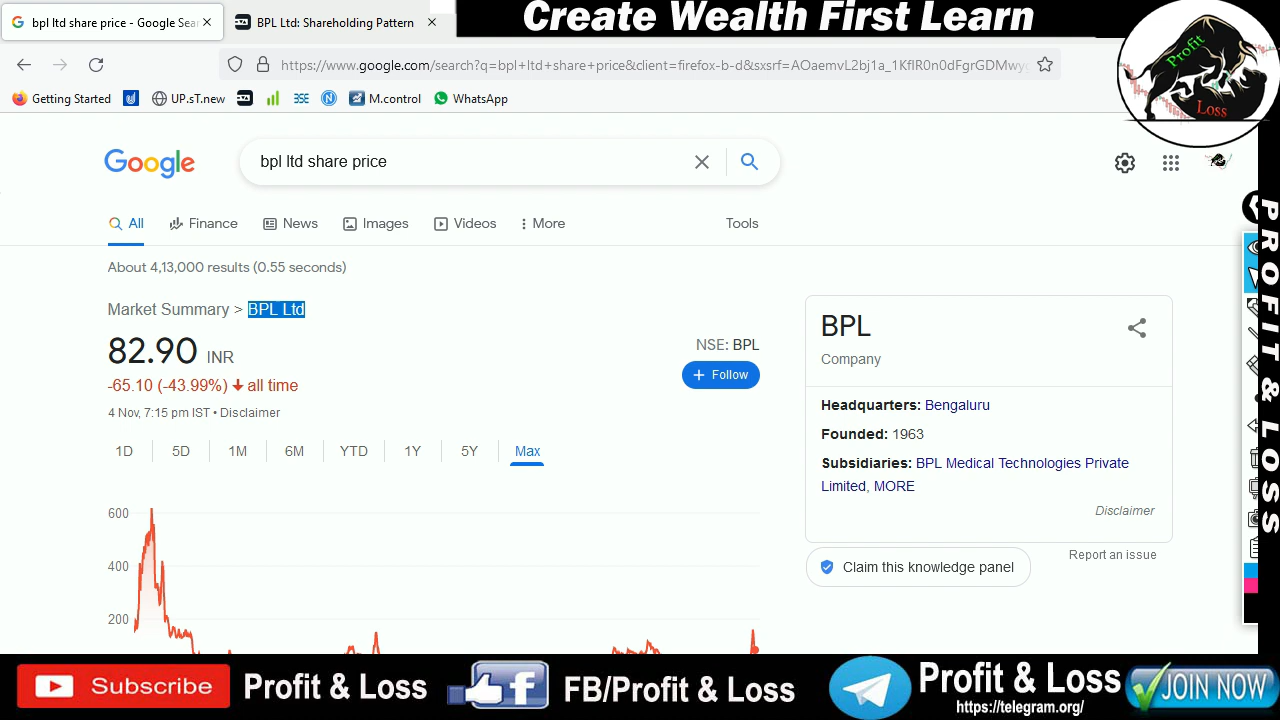 bpl ltd share price - Google Sear
BPL Ltd: Shareholding Pattern
Create Wealth First Learn
https://www.google.com/search?q=bpl+ltd+share+price&client=firefox-b-d&sxsrf=
Getting Started
UP.sT.new
M.control
WhatsApp
Profit
Loss
Google
bpl ltd share price
All
Finance
News
Images
Videos
More
Tools
About 4,13,000 results (0.55 seconds)
Market Summary > BPL Ltd
82.90 INR
NSE: BPL
-65.10 (-43.99%) all time
+ Follow
4 Nov, 7:15 pm IST • Disclaimer
1D
5D
1M
6M
YTD
1Y
5Y
Max
600
400
200
BPL
Company
Headquarters: Bengaluru
Founded: 1963
Subsidiaries: BPL Medical Technologies Private
Limited, MORE
Disclaimer
Claim this knowledge panel
Report an issue
PROFIT & LOSS
Subscribe
Profit & Loss
FB/Profit & Loss
Profit & Loss
https://telegram.org/
JOIN NOW